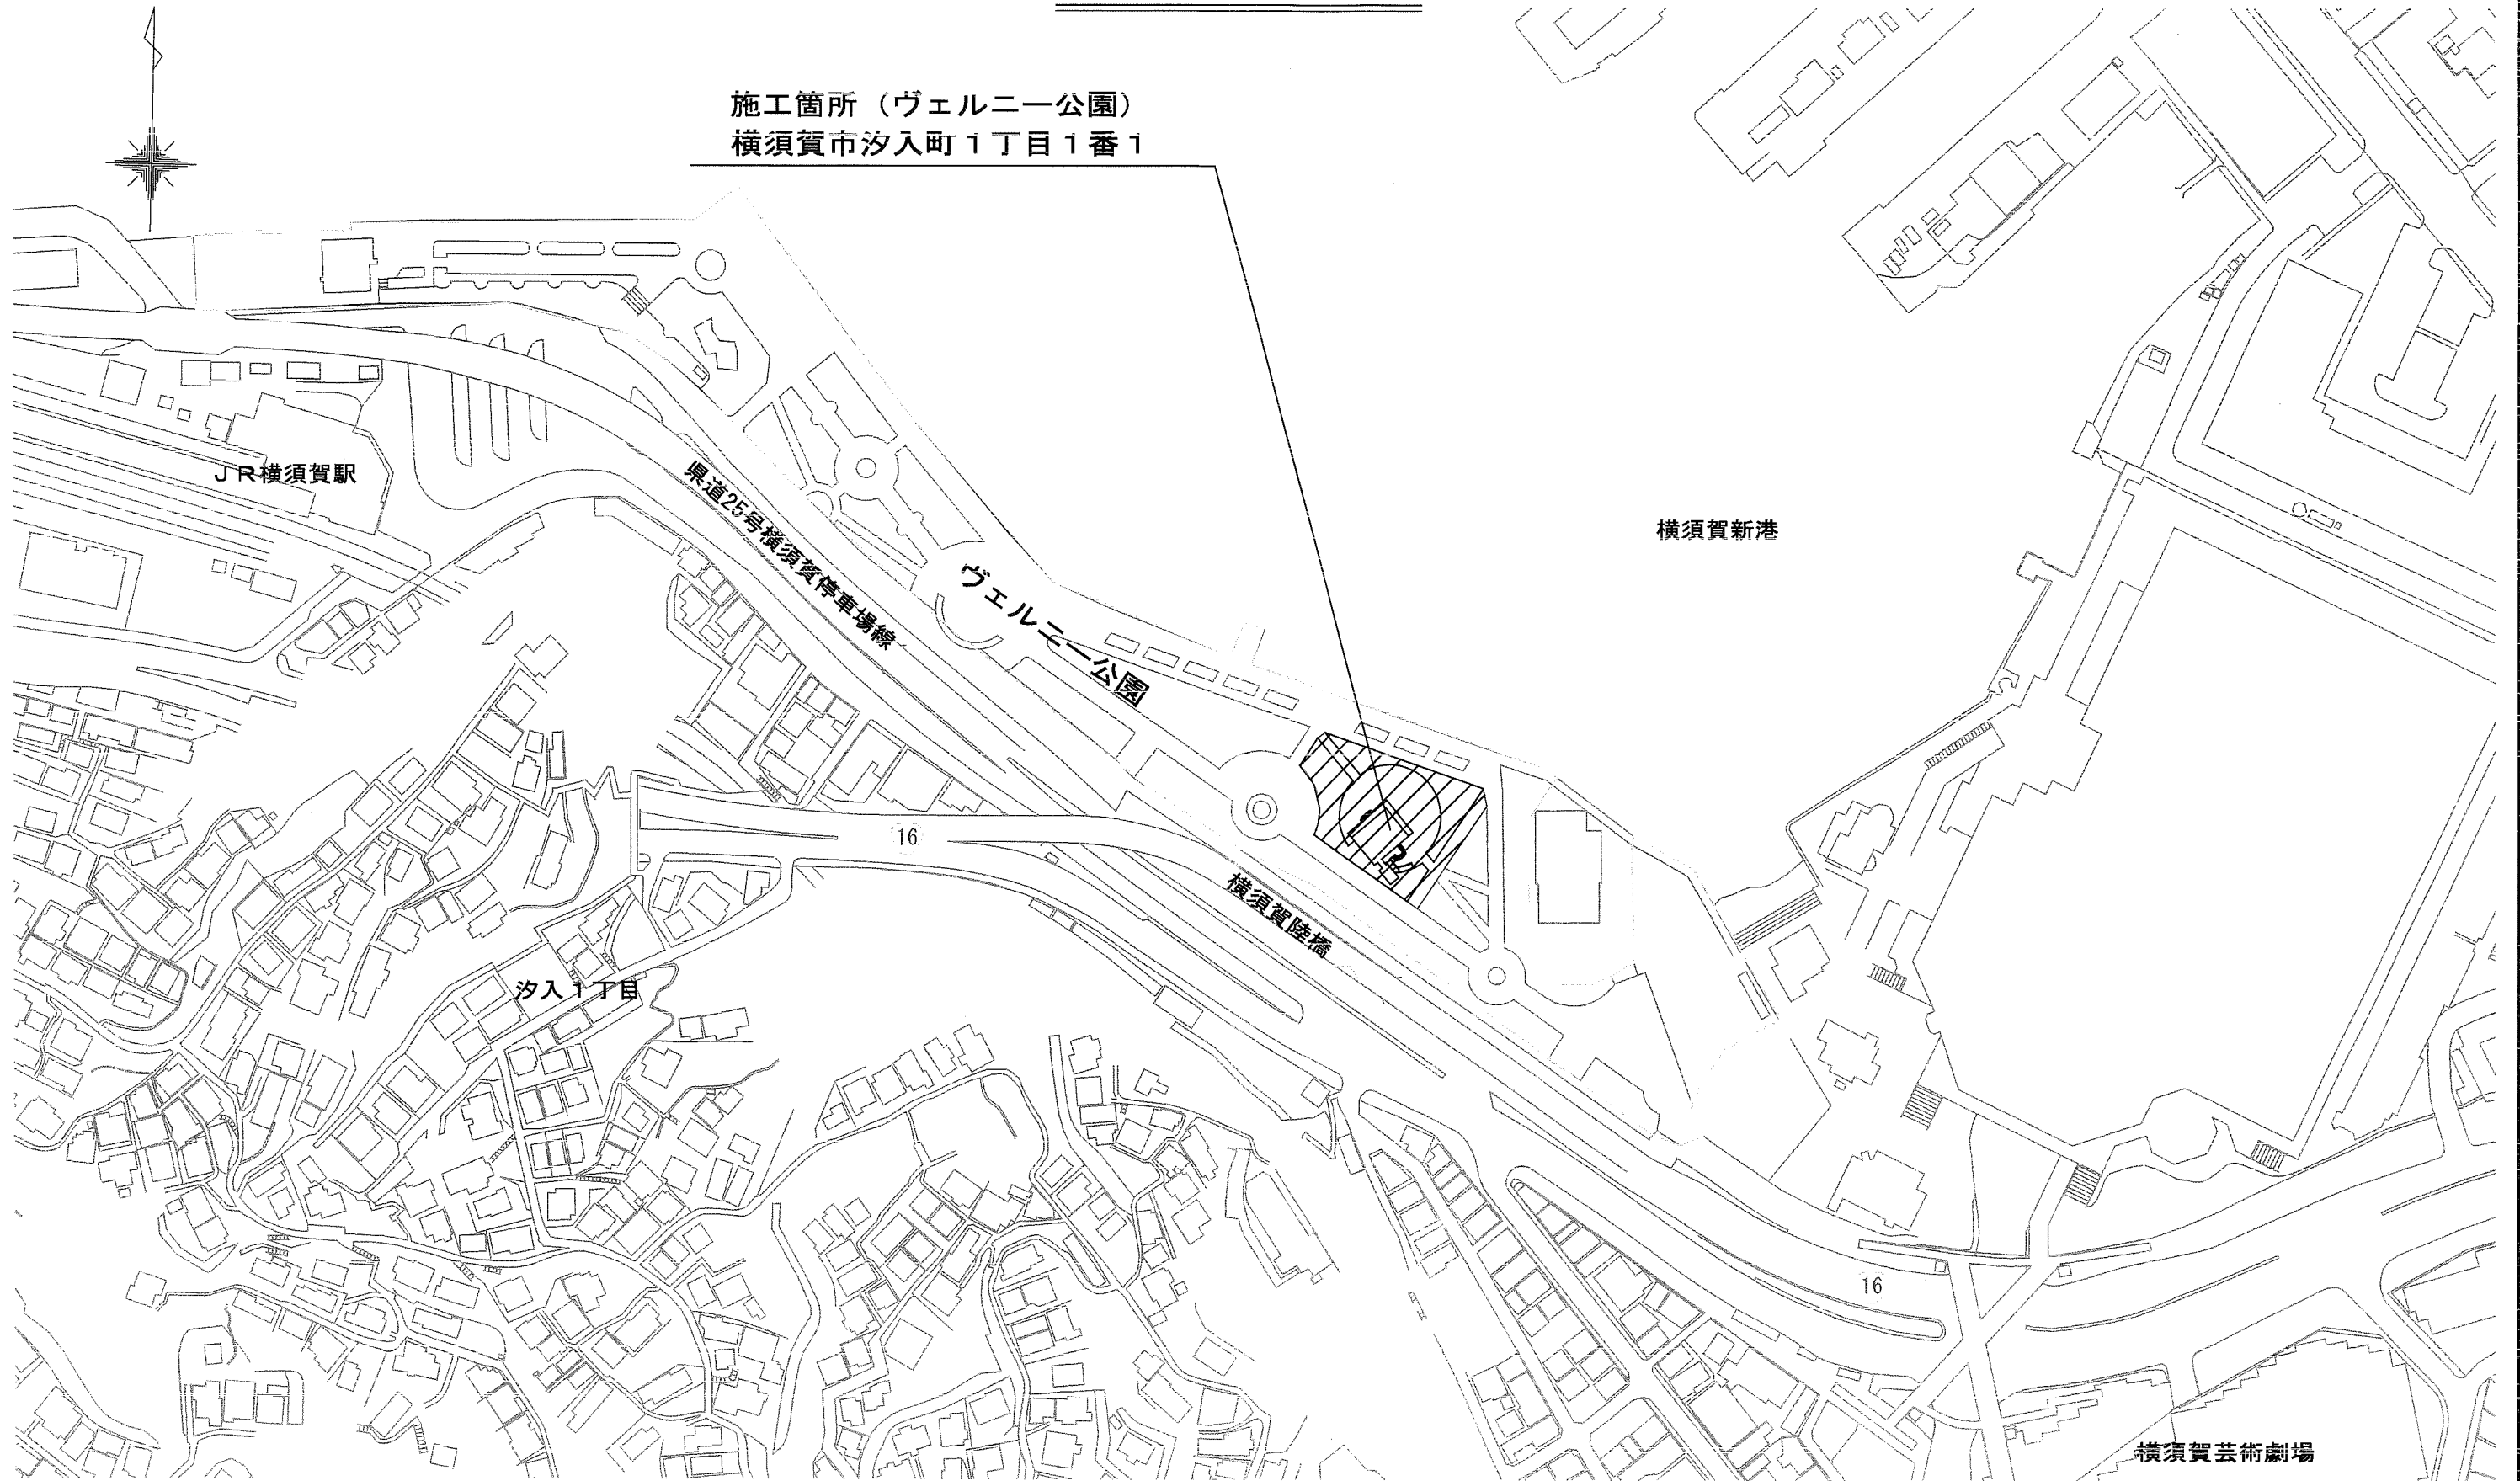 施工箇所（ヴェルニー公園）
横須賀市汐入町１丁目１番１
ＪＲ横須賀駅
県道25号横須賀停車場線
横須賀新港
ヴェルニー公園
16
横須賀陸橋
汐入１丁目
16
横須賀芸術劇場